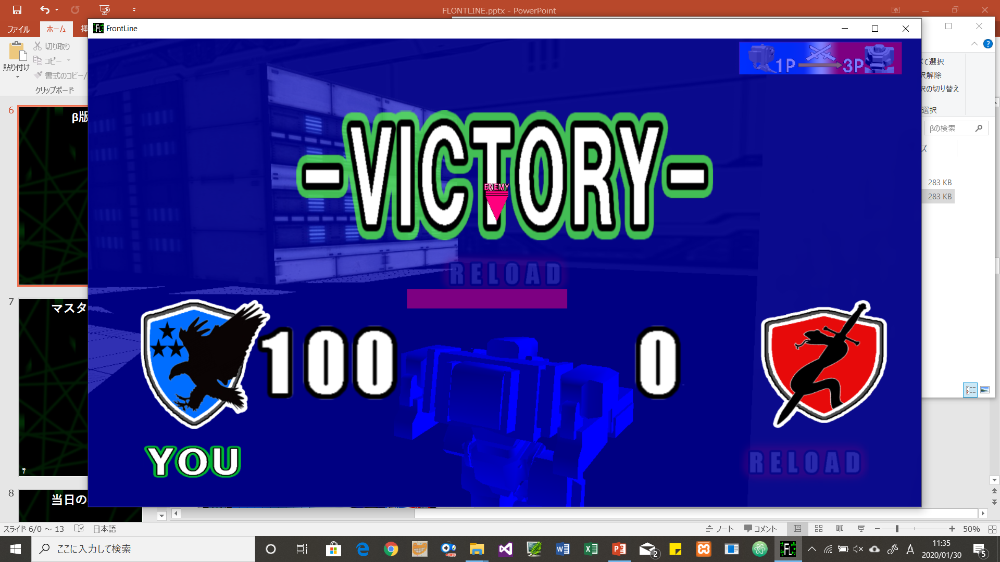 FLONTLINE.pptx - PowerPoint
ファイル
ホーム
挿
FrontLine
貼り付け
切り取り
コピー
書式のコピー/
クリップボード
て選択
択解除
択の切り替え
選択
βの検索
ズ
283 KB
283 KB
1P
3P
-VICTORY-
ENEMY
RELOAD
100
0
YOU
RELOAD
6
β版
7
マスタ
7
8
当日の
スライド 6/0 ～ 13
日本語
ノート
コメント
50%
ここに入力して検索
REC
2
FL
A
11:35
2020/01/30
5